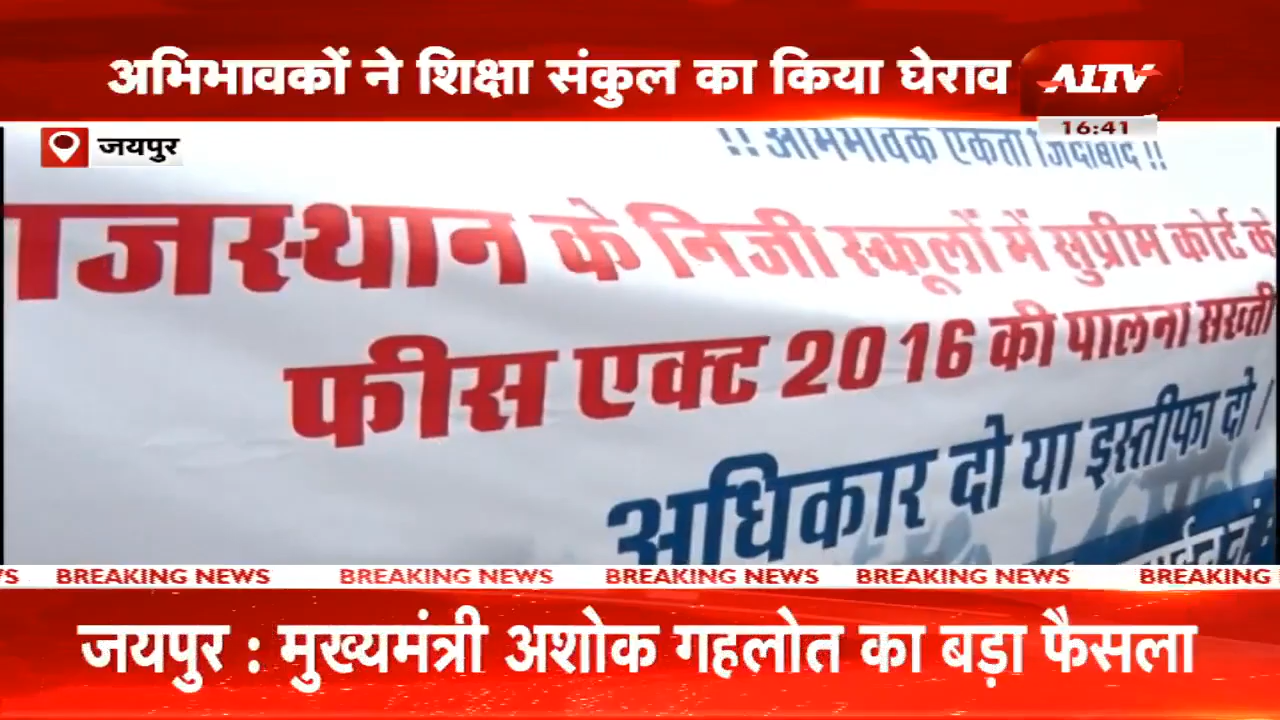 अभिभावकों ने शिक्षा संकुल का किया घेराव
ALTV
16:41
जयपुर
!! अभिभावक एकता जिंदाबाद !!
राजस्थान के निजी स्कूलों में सुप्रीम कोर्ट के
फीस एक्ट 2016 की पालना सख्ती
अधिकार दो या इस्तीफा दो
BREAKING NEWS BREAKING NEWS BREAKING NEWS BREAKING NEWS BREAKING
जयपुर : मुख्यमंत्री अशोक गहलोत का बड़ा फैसला